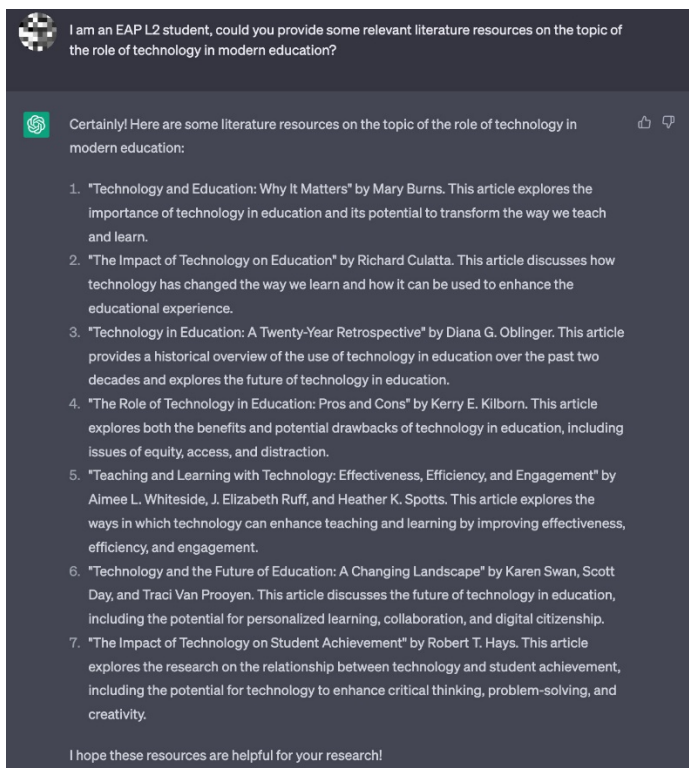 I am an EAP L2 student, could you provide some relevant literature resources on the topic of
the role of technology in modern education?
Certainly! Here are some literature resources on the topic of the role of technology in
modern education:
1. "Technology and Education: Why It Matters" by Mary Burns. This article explores the
importance of technology in education and its potential to transform the way we teach
and learn.
2. "The Impact of Technology on Education" by Richard Culatta. This article discusses how
technology has changed the way we learn and how it can be used to enhance the
educational experience.
3. "Technology in Education: A Twenty-Year Retrospective" by Diana G. Oblinger. This article
provides a historical overview of the use of technology in education over the past two
decades and explores the future of technology in education.
4. "The Role of Technology in Education: Pros and Cons" by Kerry E. Kilborn. This article
explores both the benefits and potential drawbacks of technology in education, including
issues of equity, access, and distraction.
5. "Teaching and Learning with Technology: Effectiveness, Efficiency, and Engagement" by
Aimee L. Whiteside, J. Elizabeth Ruff, and Heather K. Spotts. This article explores the
ways in which technology can enhance teaching and learning by improving effectiveness,
efficiency, and engagement.
6. "Technology and the Future of Education: A Changing Landscape" by Karen Swan, Scott
Day, and Traci Van Prooyen. This article discusses the future of technology in education,
including the potential for personalized learning, collaboration, and digital citizenship.
7. "The Impact of Technology on Student Achievement" by Robert T. Hays. This article
explores the research on the relationship between technology and student achievement,
including the potential for technology to enhance critical thinking, problem-solving, and
creativity.
I hope these resources are helpful for your research!